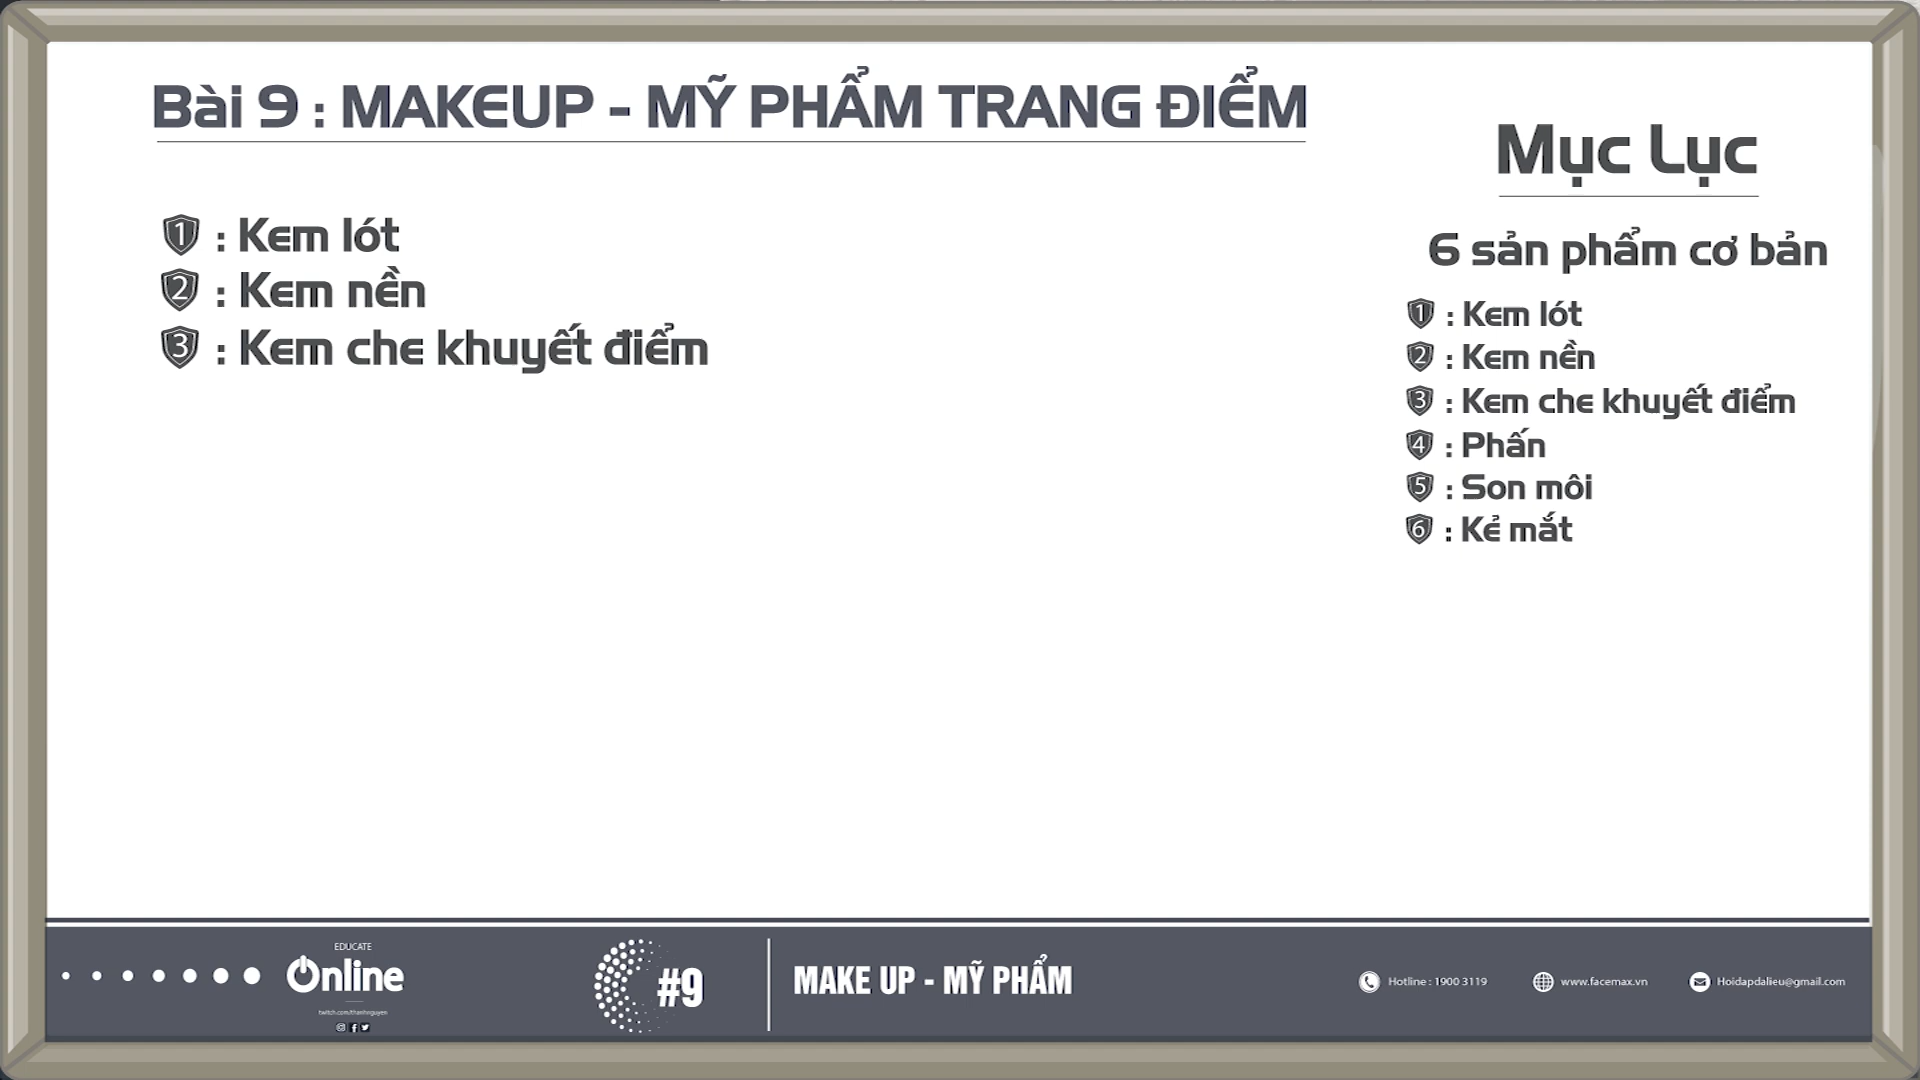 Bài 9 : MAKEUP - MỸ PHẨM TRANG ĐIỂM
1 : Kem lót
2 : Kem nền
3 : Kem che khuyết điểm
Mục Lục
6 sản phẩm cơ bản
1 : Kem lót
2 : Kem nền
3 : Kem che khuyết điểm
4 : Phấn
5 : Son môi
6 : Kẻ mắt
EDUCATE
Online
twitch.com/thanhnguyen
#9
MAKE UP - MỸ PHẨM
Hotline : 1900 3119
www.facemax.vn
Hoidapdalieu@gmail.com